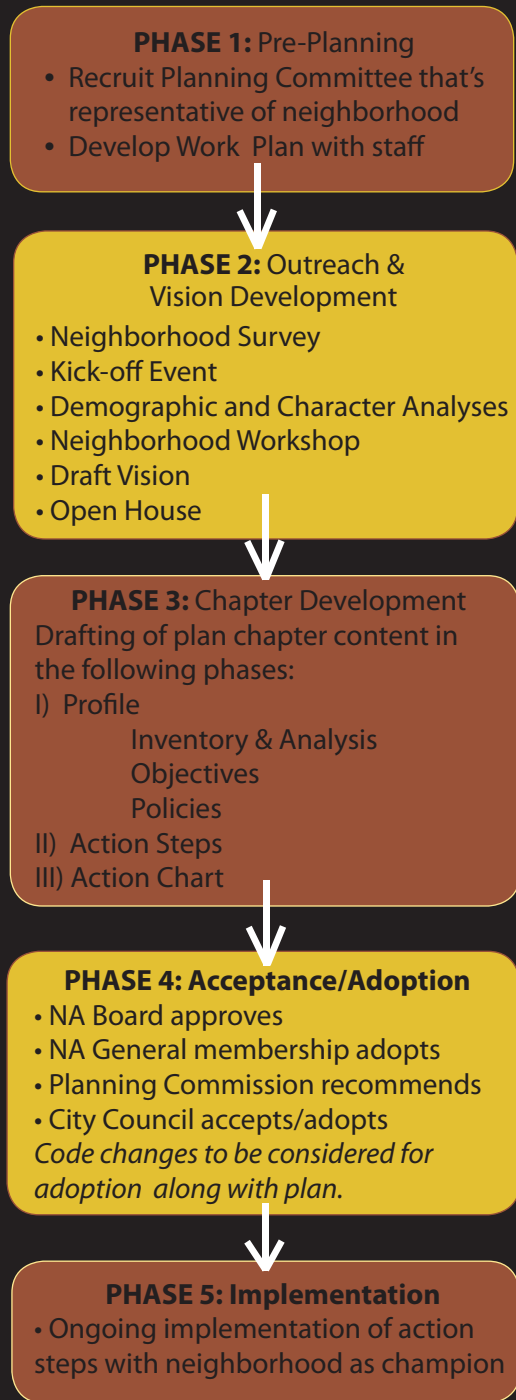 PHASE 1: Pre-Planning
• Recruit Planning Committee that's
representative of neighborhood
• Develop Work Plan with staff
PHASE 2: Outreach &
Vision Development
• Neighborhood Survey
• Kick-off Event
• Demographic and Character Analyses
• Neighborhood Workshop
• Draft Vision
• Open House
PHASE 3: Chapter Development
Drafting of plan chapter content in
the following phases:
I) Profile
Inventory & Analysis
Objectives
Policies
II) Action Steps
III) Action Chart
PHASE 4: Acceptance/Adoption
• NA Board approves
• NA General membership adopts
• Planning Commission recommends
• City Council accepts/adopts
Code changes to be considered for
adoption along with plan.
PHASE 5: Implementation
• Ongoing implementation of action
steps with neighborhood as champion